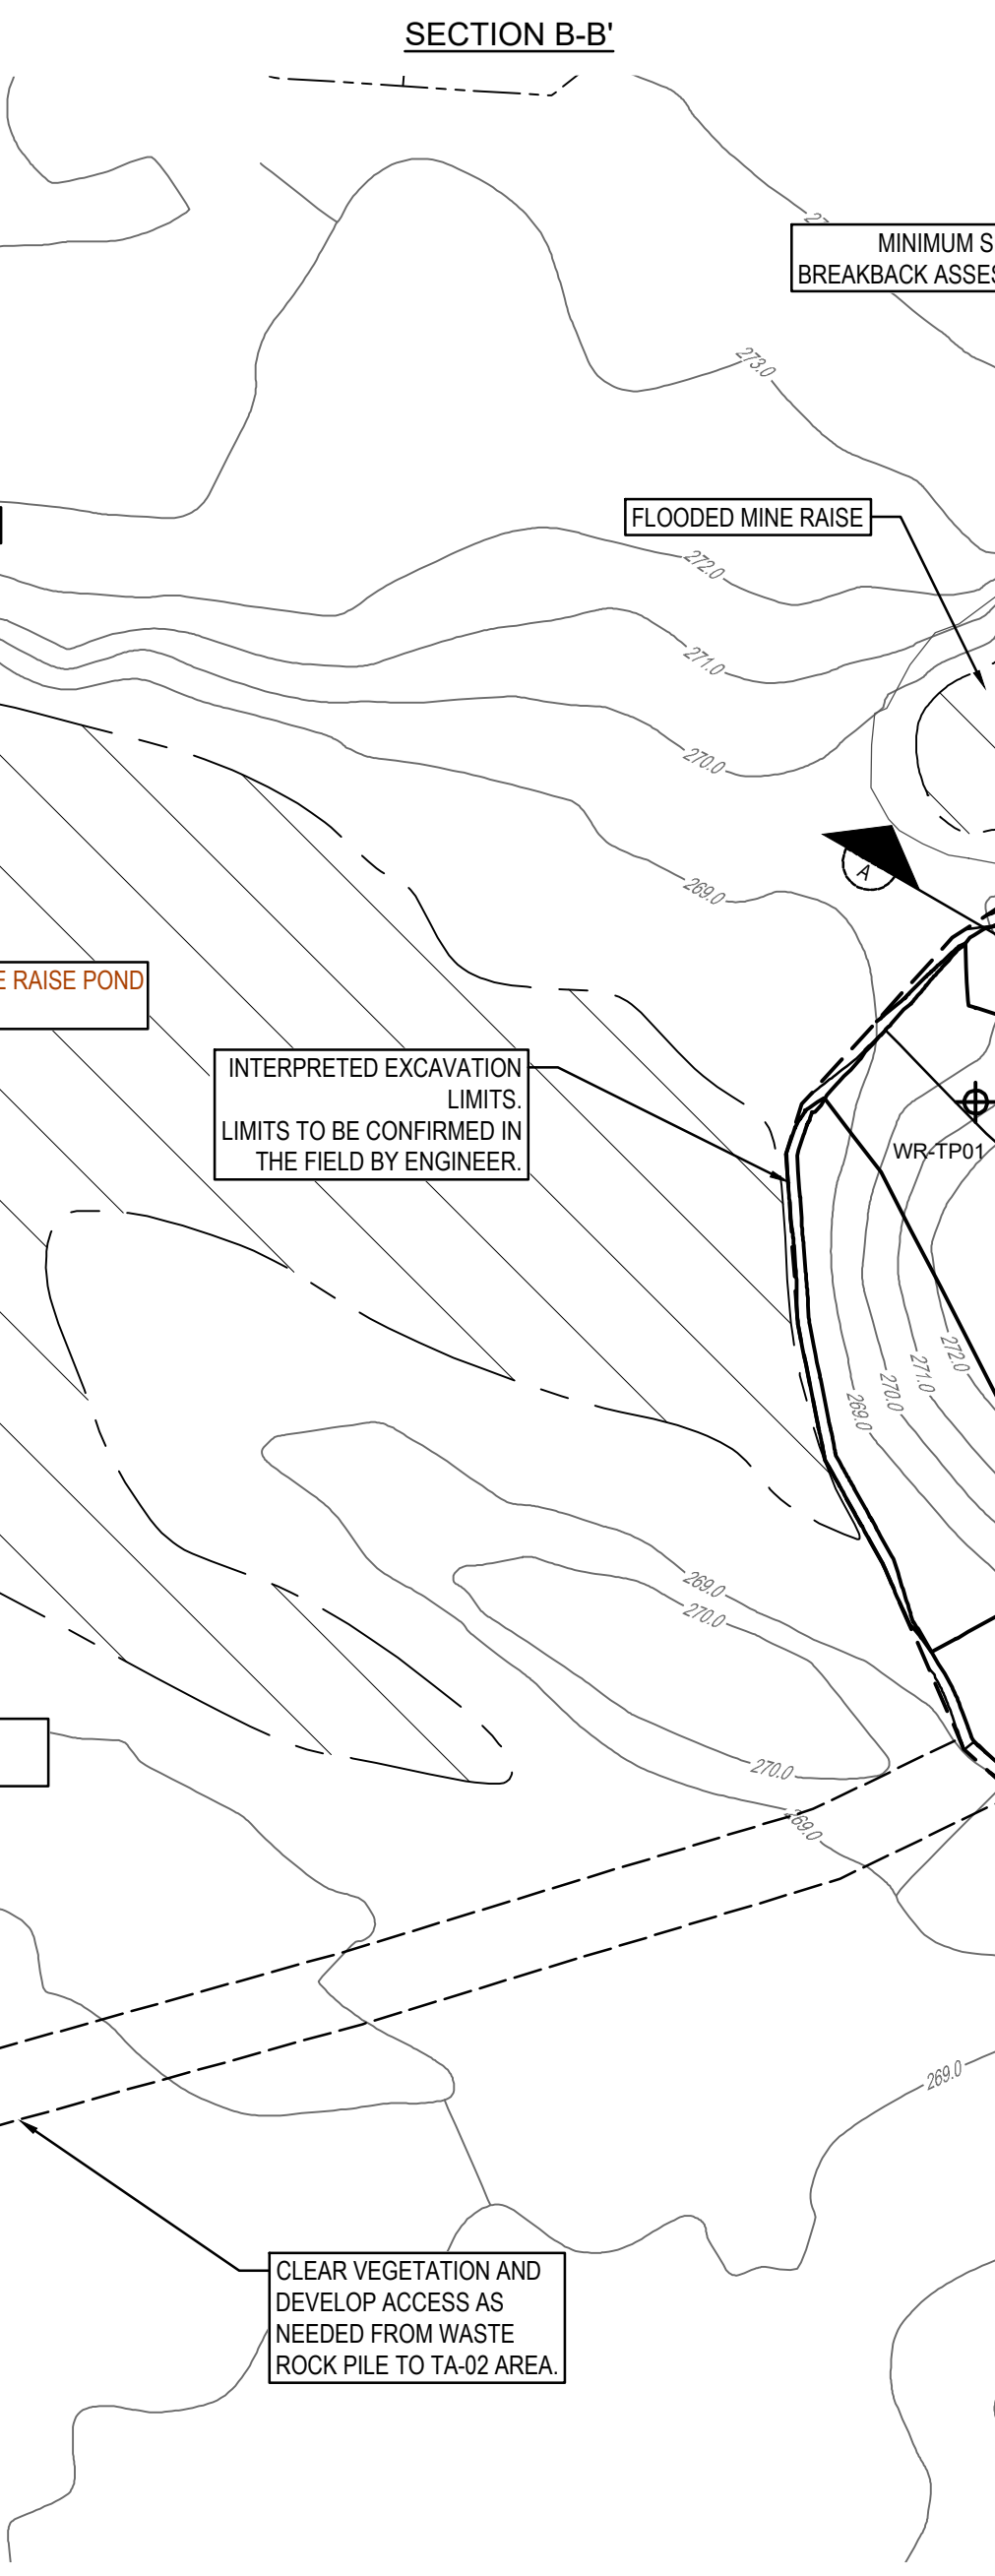 SECTION B-B'
MINIMUM S
BREAKBACK ASSES
273.0
FLOODED MINE RAISE
272.0
271.0
270.0
A
269.0
E RAISE POND
INTERPRETED EXCAVATION
LIMITS.
LIMITS TO BE CONFIRMED IN
THE FIELD BY ENGINEER.
WR-TP01
272.0
271.0
270.0
269.0
269.0
270.0
270.0
269.0
269.0
CLEAR VEGETATION AND
DEVELOP ACCESS AS
NEEDED FROM WASTE
ROCK PILE TO TA-02 AREA.